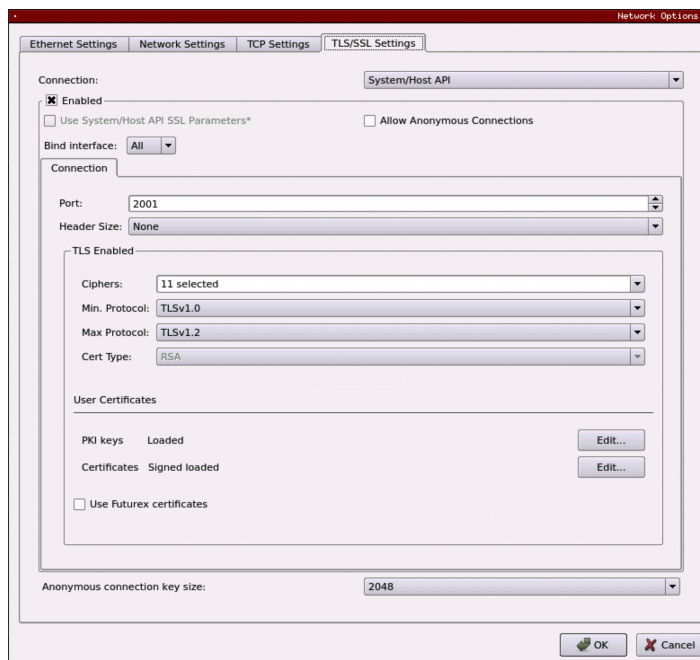 Network Options
Ethernet Settings Network Settings TCP Settings TLS/SSL Settings
Connection: System/Host API
Enabled
Use System/Host API SSL Parameters* Allow Anonymous Connections
Bind interface: All
Connection
Port: 2001
Header Size: None
TLS Enabled
Ciphers: 11 selected
Min. Protocol: TLSv1.0
Max Protocol: TLSv1.2
Cert Type: RSA
User Certificates
PKI keys Loaded Edit...
Certificates Signed loaded Edit...
Use Futurex certificates
Anonymous connection key size: 2048
OK Cancel